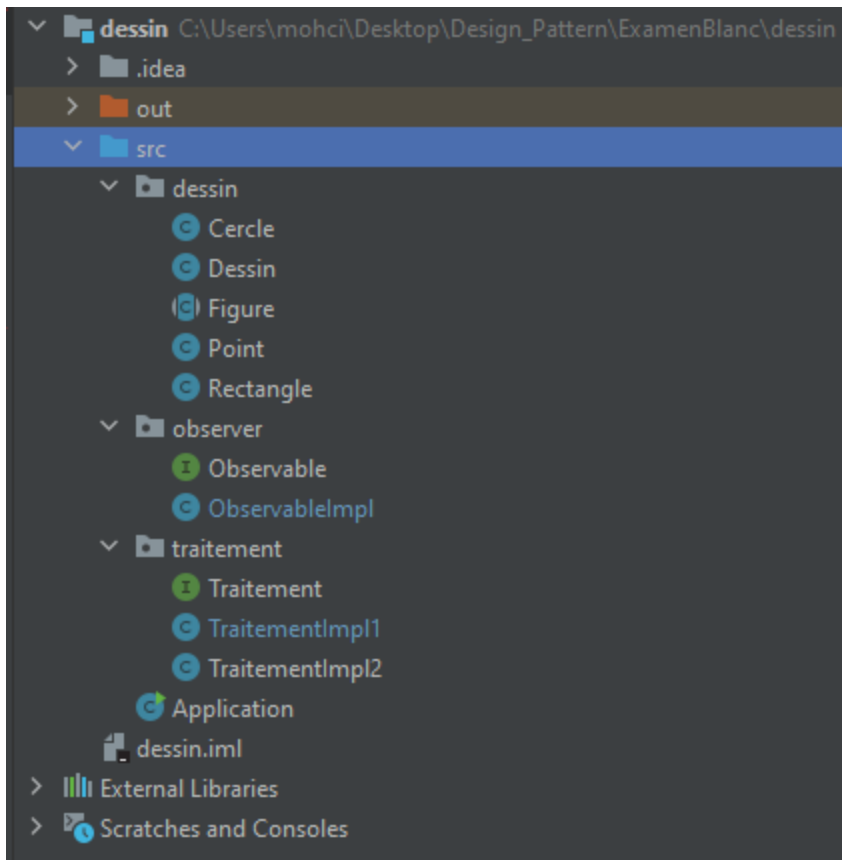 dessin C:\Users\mohci\Desktop\Design_Pattern\ExamenBlanc\dessin
.idea
out
src
dessin
C Cercle
C Dessin
C Figure
C Point
C Rectangle
observer
I Observable
C ObservableImpl
traitement
I Traitement
C TraitementImpl1
C TraitementImpl2
C Application
dessin.iml
External Libraries
Scratches and Consoles